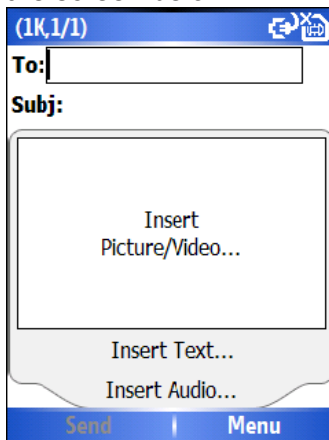 (1K,1/1)
To:
Subj:
Insert
Picture/Video...
Insert Text...
Insert Audio...
Send Menu